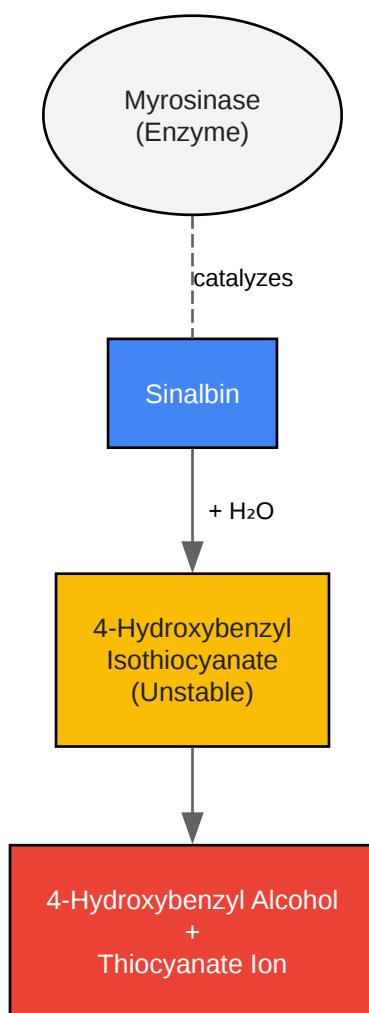 Myrosinase
(Enzyme)
catalyzes
Sinalbin
+ H₂O
4-Hydroxybenzyl
Isothiocyanate
(Unstable)
4-Hydroxybenzyl Alcohol
+
Thiocyanate Ion